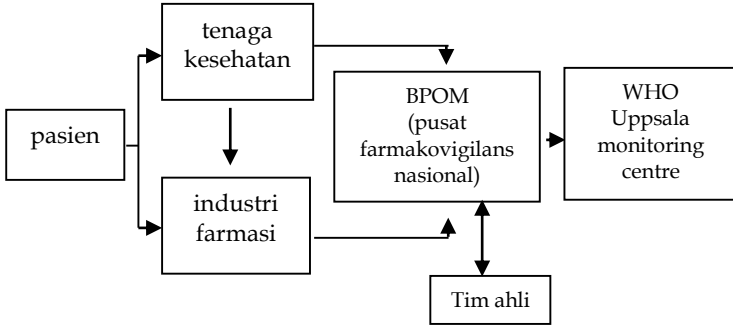 tenaga
kesehatan
pasien
industri
farmasi
BPOM
(pusat
farmakovigilans
nasional)
WHO
Uppsala
monitoring
centre
Tim ahli